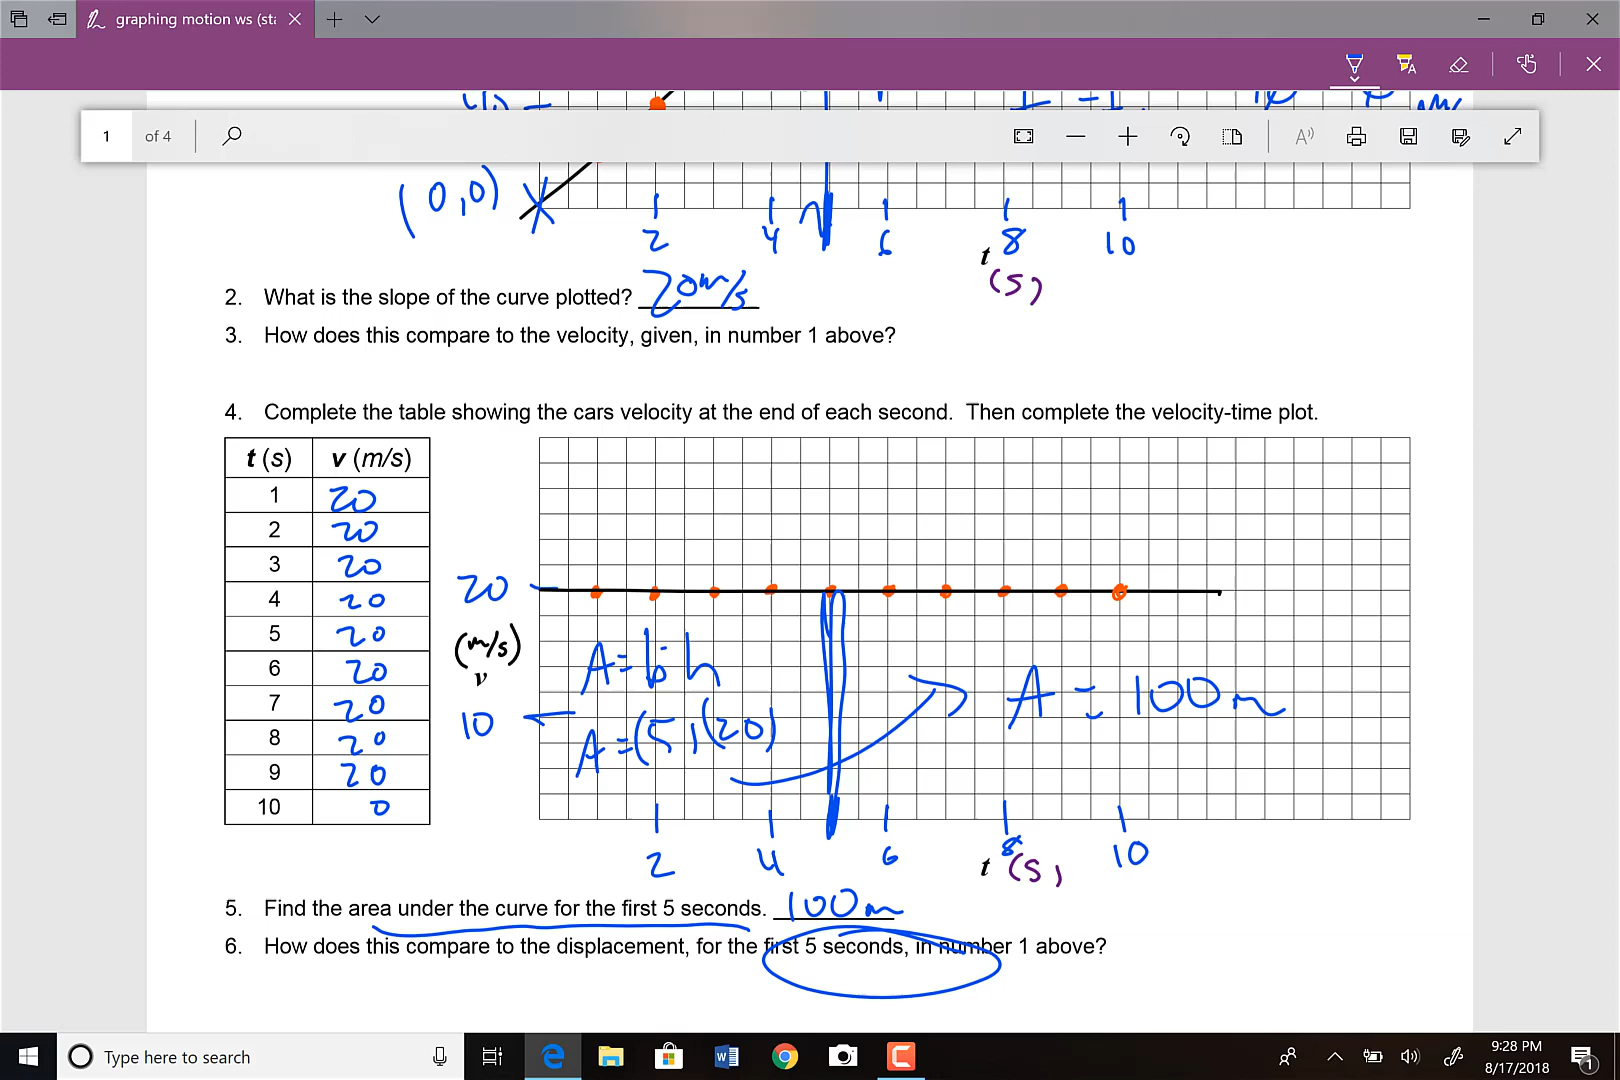 graphing motion ws (sta
1 of 4
(0,0)
2 4 6 8 10
t
(s)
2. What is the slope of the curve plotted? 20 m/s
3. How does this compare to the velocity, given, in number 1 above?
4. Complete the table showing the cars velocity at the end of each second. Then complete the velocity-time plot.
t (s) v (m/s)
1 20
2 20
3 20
4 20
5 20
6 20
7 20
8 20
9 20
10 0
20
(m/s)
v
10
A = b h
A = (5)(20)
A = 100m
2 4 6 8 10
t (s)
5. Find the area under the curve for the first 5 seconds. 100m
6. How does this compare to the displacement, for the first 5 seconds, in number 1 above?
Type here to search
9:28 PM
8/17/2018
1